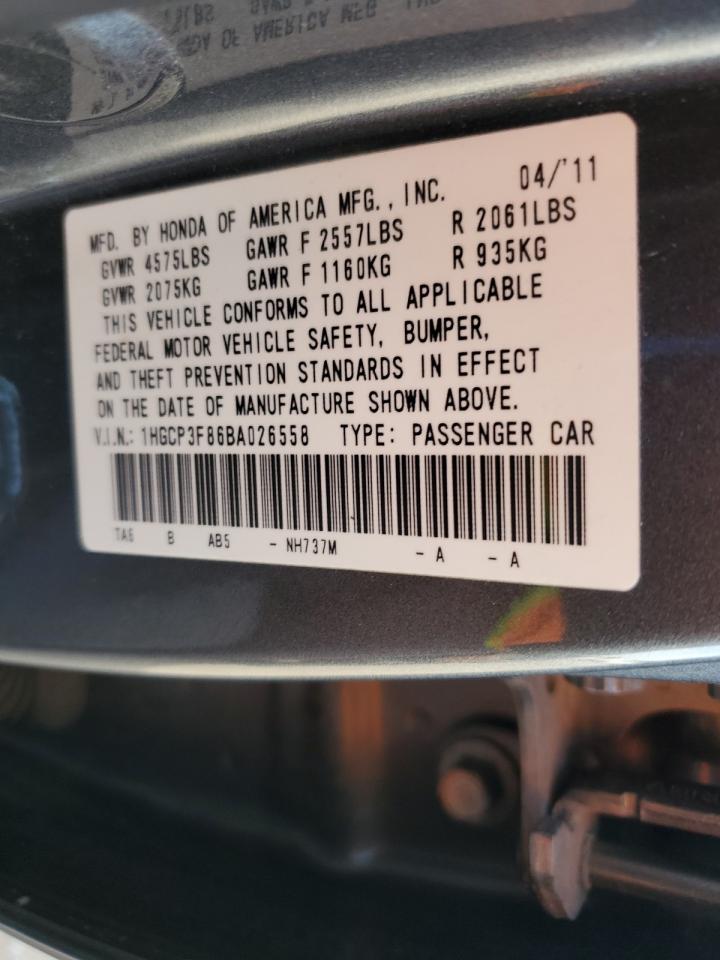 MFD. BY HONDA OF AMERICA MFG., INC. 04/'11
GVWR 4575LBS GAWR F 2557LBS R 2061LBS
GVWR 2075KG GAWR F 1160KG R 935KG
THIS VEHICLE CONFORMS TO ALL APPLICABLE
FEDERAL MOTOR VEHICLE SAFETY, BUMPER,
AND THEFT PREVENTION STANDARDS IN EFFECT
ON THE DATE OF MANUFACTURE SHOWN ABOVE.
V.I.N.: 1HGCP3F86BA026558 TYPE: PASSENGER CAR
TA6 B AB5 - NH737M - A - A